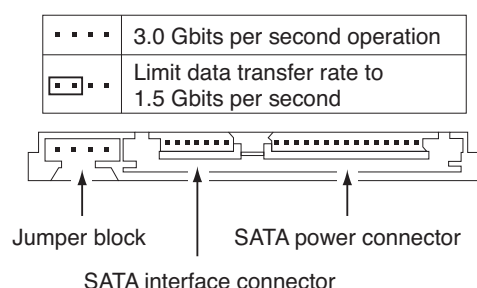 3.0 Gbits per second operation
Limit data transfer rate to
1.5 Gbits per second
Jumper block
SATA power connector
SATA interface connector